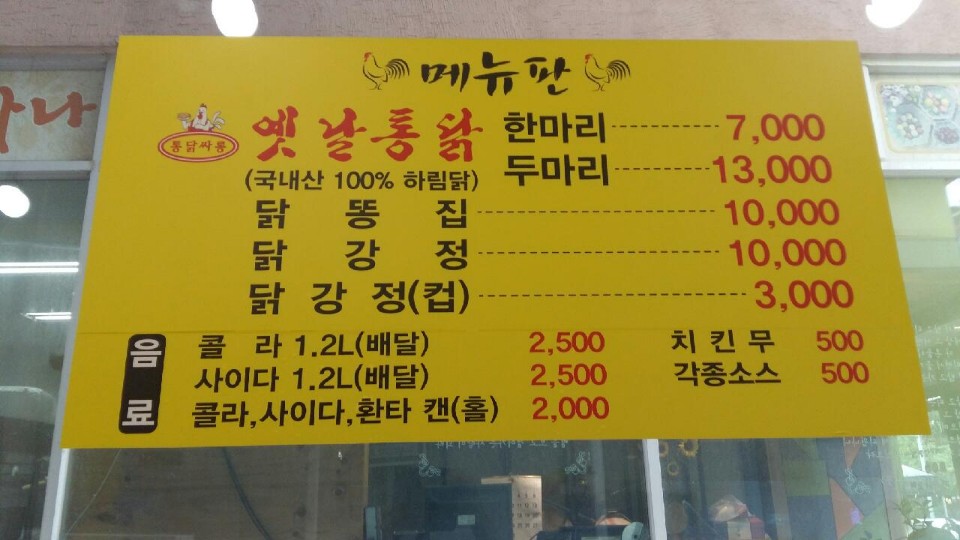 메뉴판
통닭싸롱
옛날통닭 한마리 7,000
(국내산 100% 하림닭) 두마리 13,000
닭똥집 10,000
닭강정 10,000
닭강정(컵) 3,000
음료
콜라 1.2L(배달) 2,500 치킨무 500
사이다 1.2L(배달) 2,500 각종소스 500
콜라,사이다,환타 캔(홀) 2,000